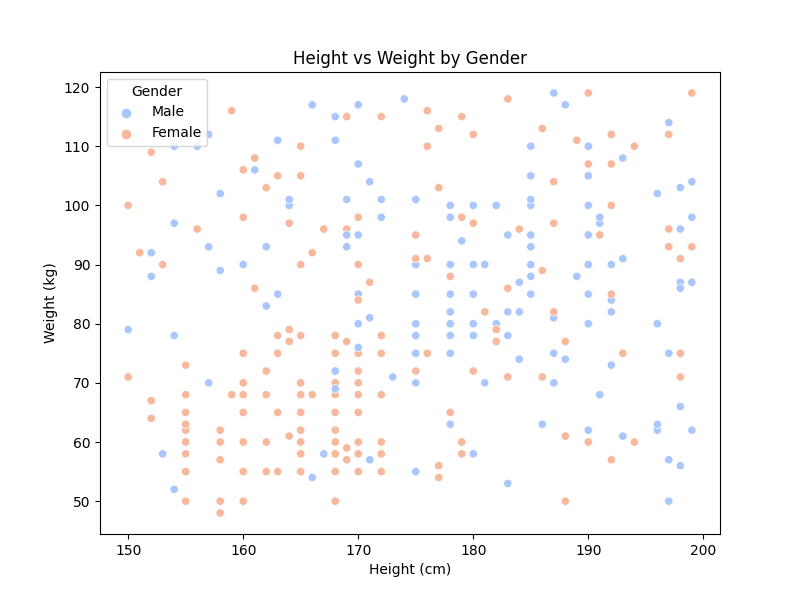 Height vs Weight by Gender
Gender
Male
Female
120
110
100
90
80
70
60
50
Weight (kg)
150 160 170 180 190 200
Height (cm)